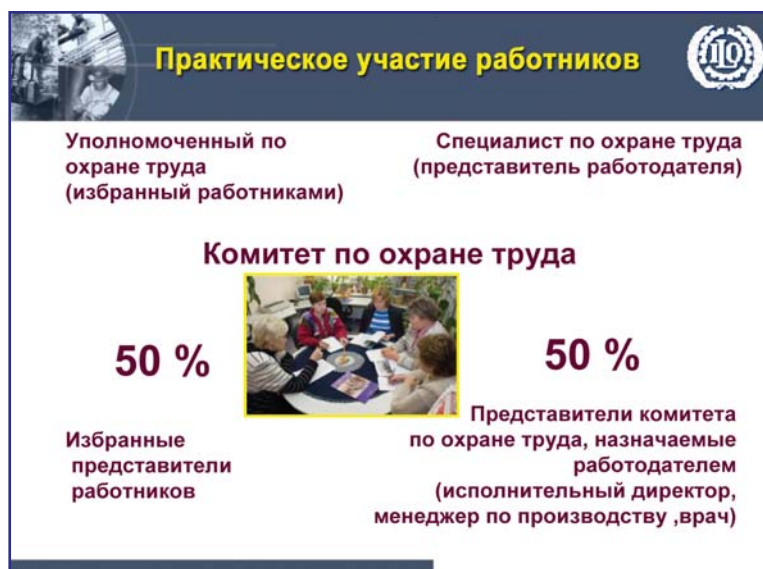 Практическое участие работников
ILO
Уполномоченный по
охране труда
(избранный работниками)
Специалист по охране труда
(представитель работодателя)
Комитет по охране труда
50 %
50 %
Избранные
представители
работников
Представители комитета
по охране труда, назначаемые
работодателем
(исполнительный директор,
менеджер по производству ,врач)